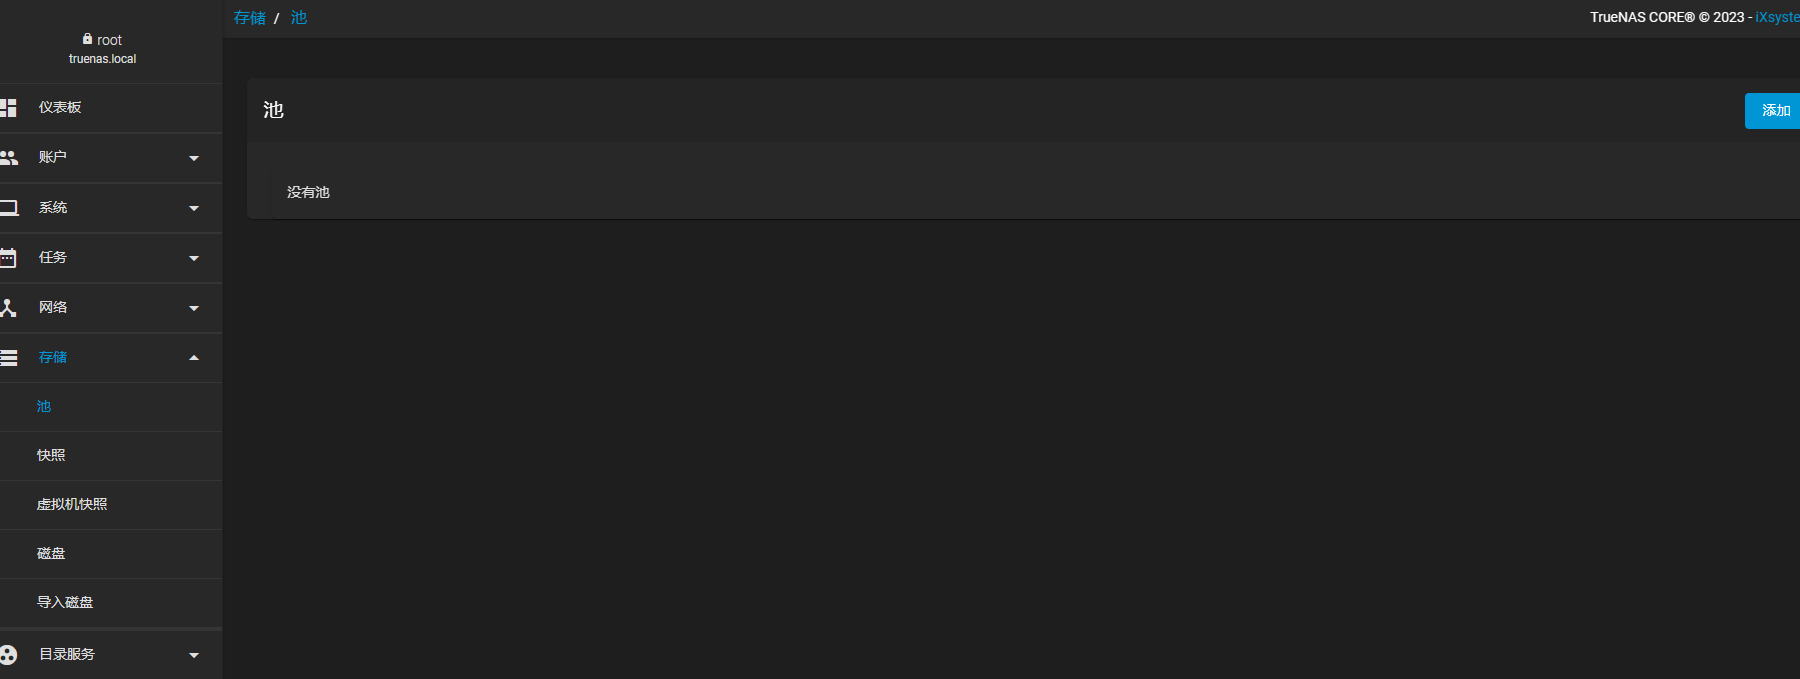 root
truenas.local
仪表板
账户
系统
任务
网络
存储
池
快照
虚拟机快照
磁盘
导入磁盘
目录服务
存储 / 池
TrueNAS CORE® © 2023 - iXsyste
池
添加
没有池